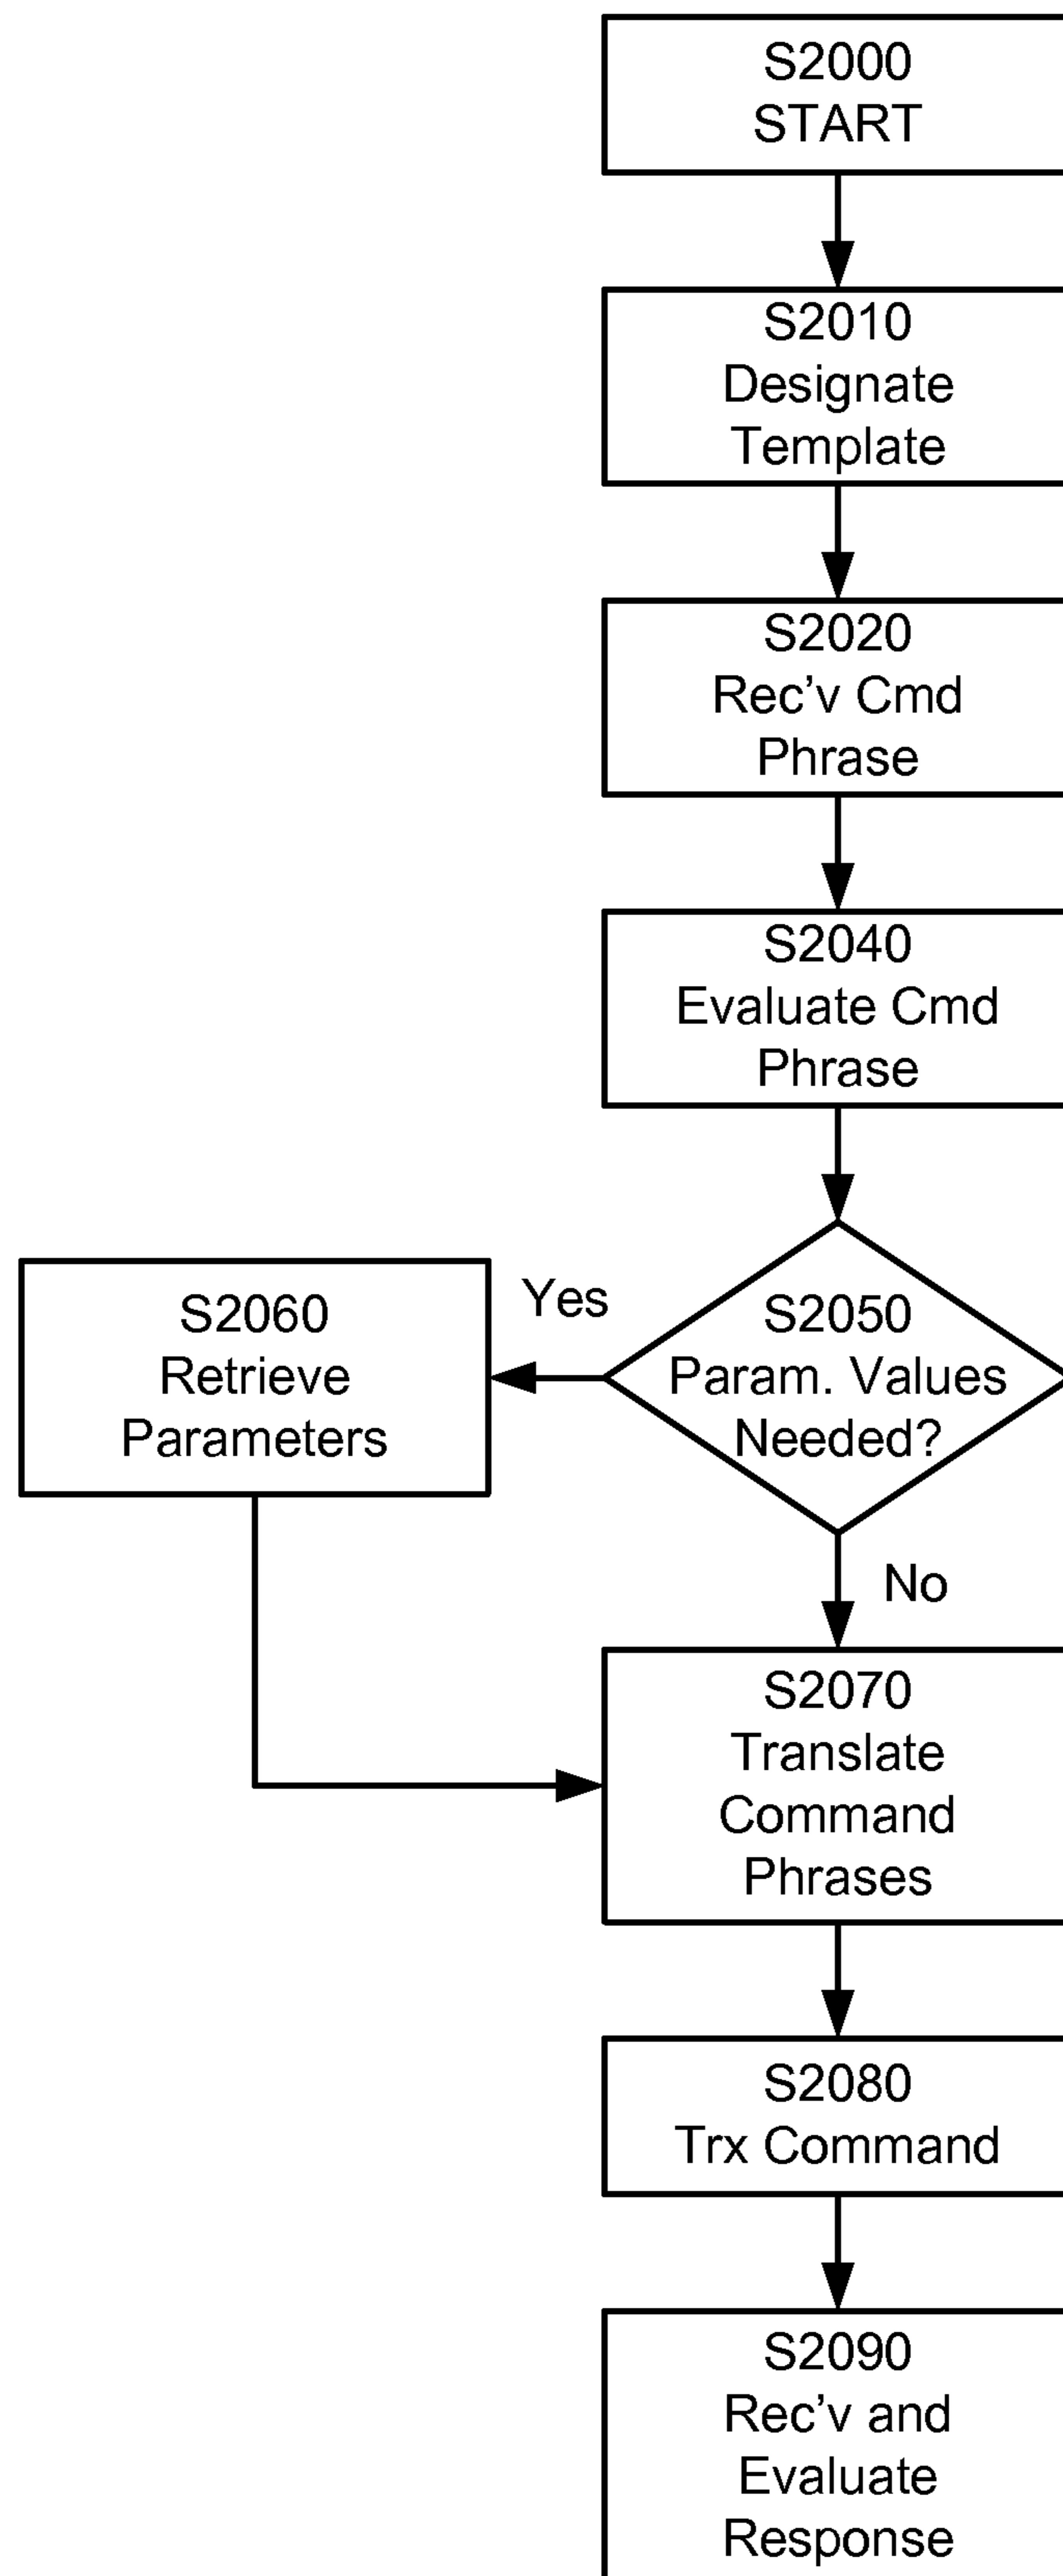 S2000
START
S2010
Designate
Template
S2020
Rec’v Cmd
Phrase
S2040
Evaluate Cmd
Phrase
Yes
S2060
Retrieve
Parameters
S2050
Param. Values
Needed?
No
S2070
Translate
Command
Phrases
S2080
Trx Command
S2090
Rec’v and
Evaluate
Response